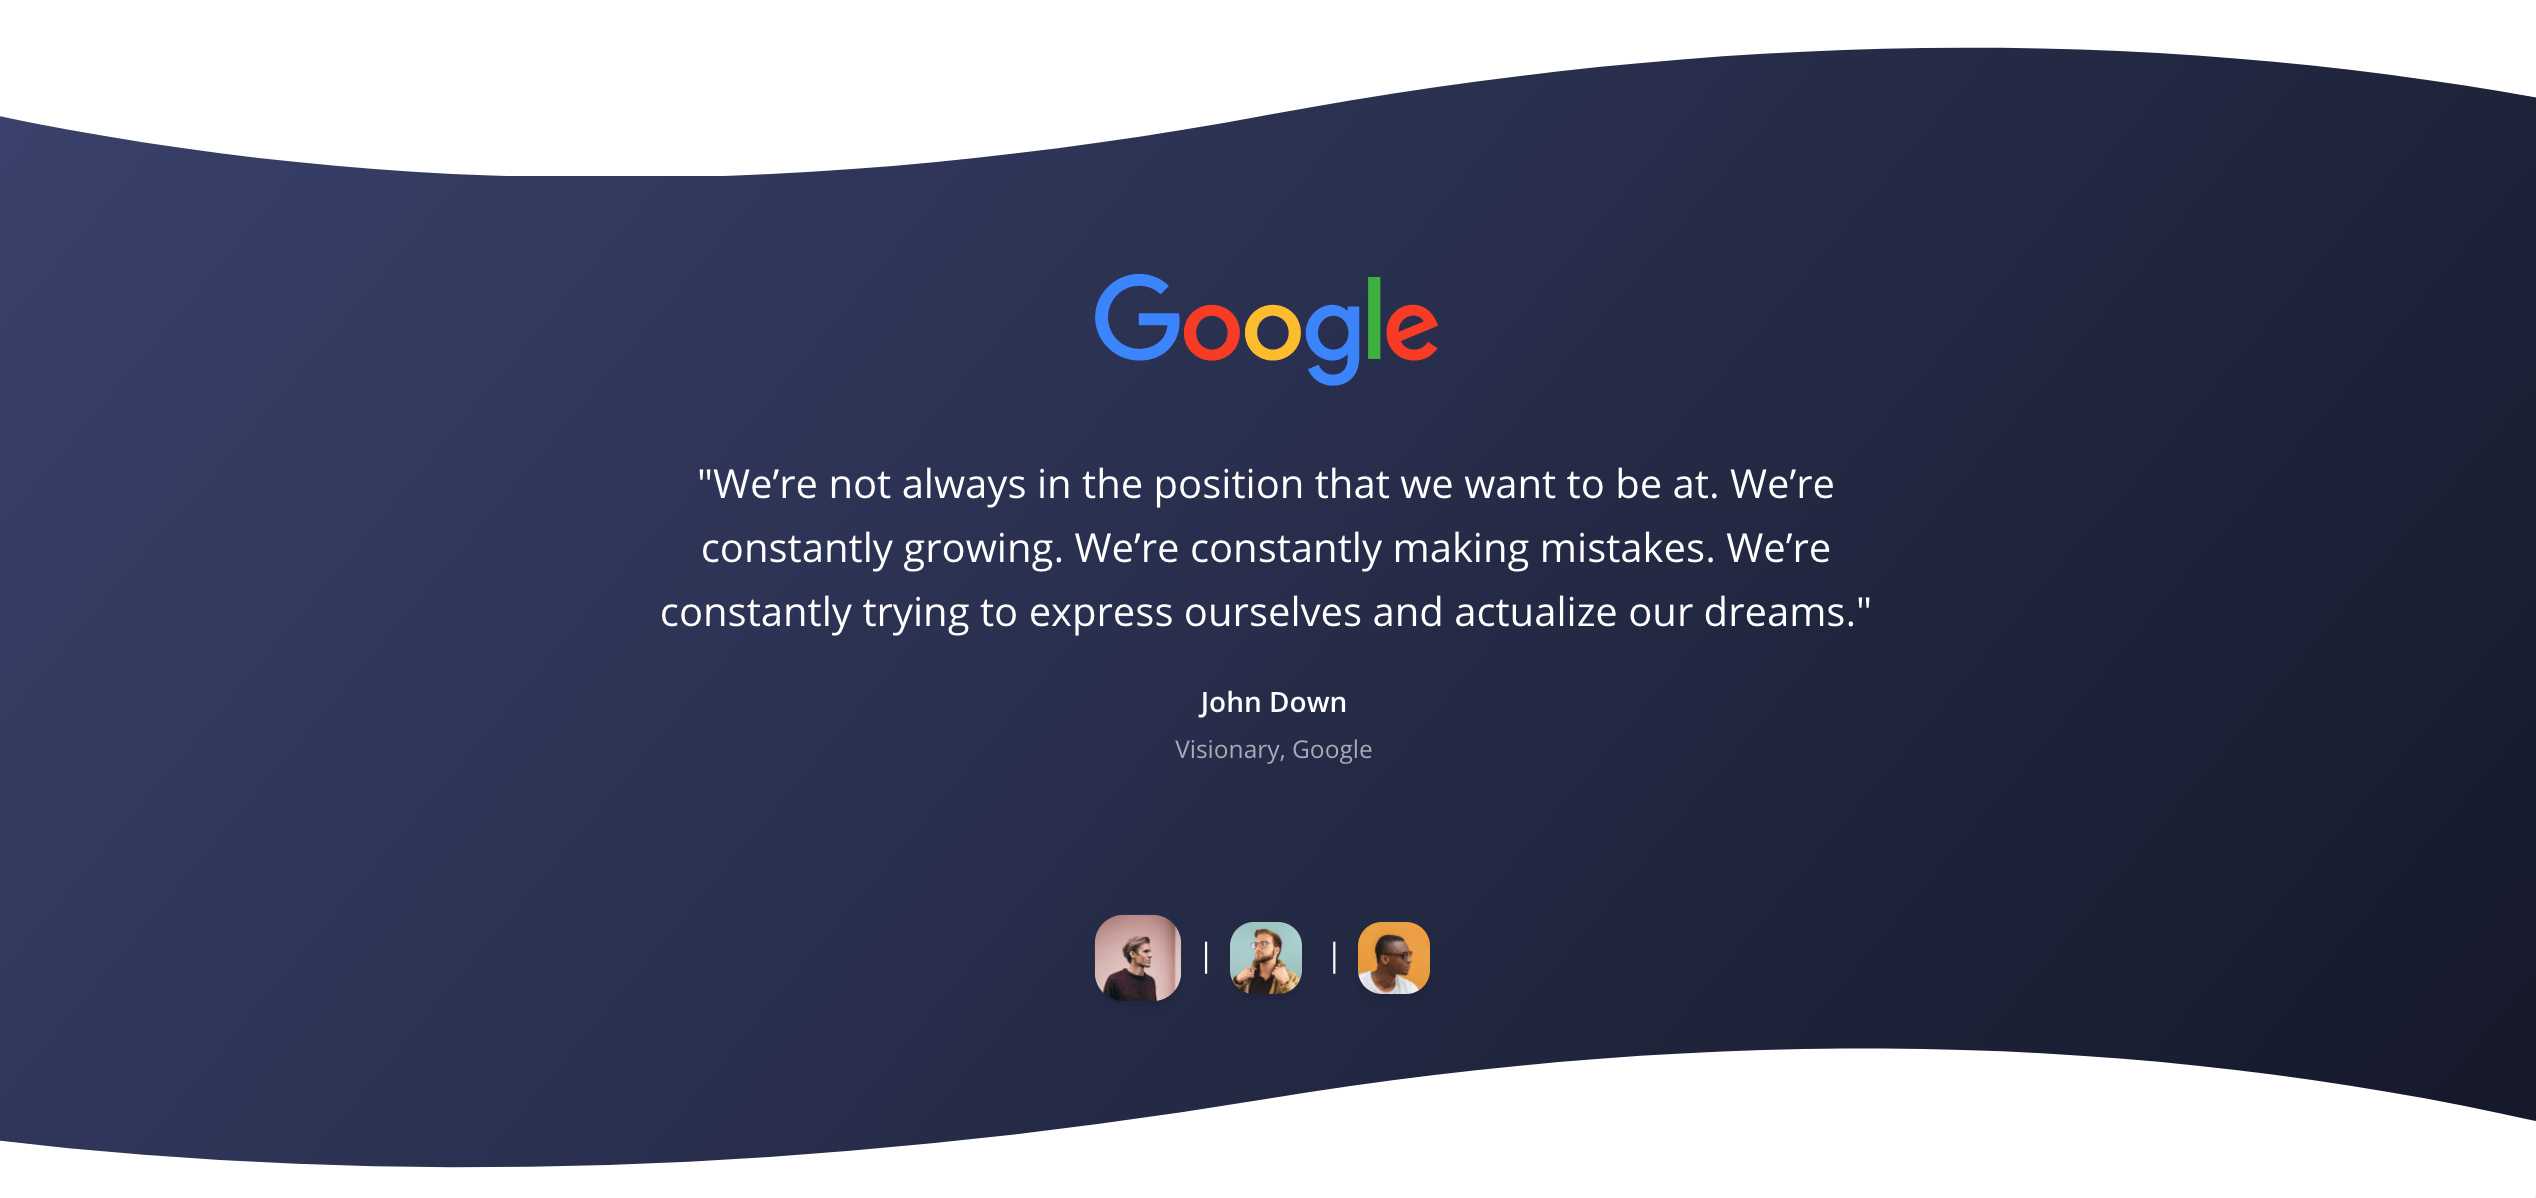 Google
"We’re not always in the position that we want to be at. We’re
constantly growing. We’re constantly making mistakes. We’re
constantly trying to express ourselves and actualize our dreams."
John Down
Visionary, Google